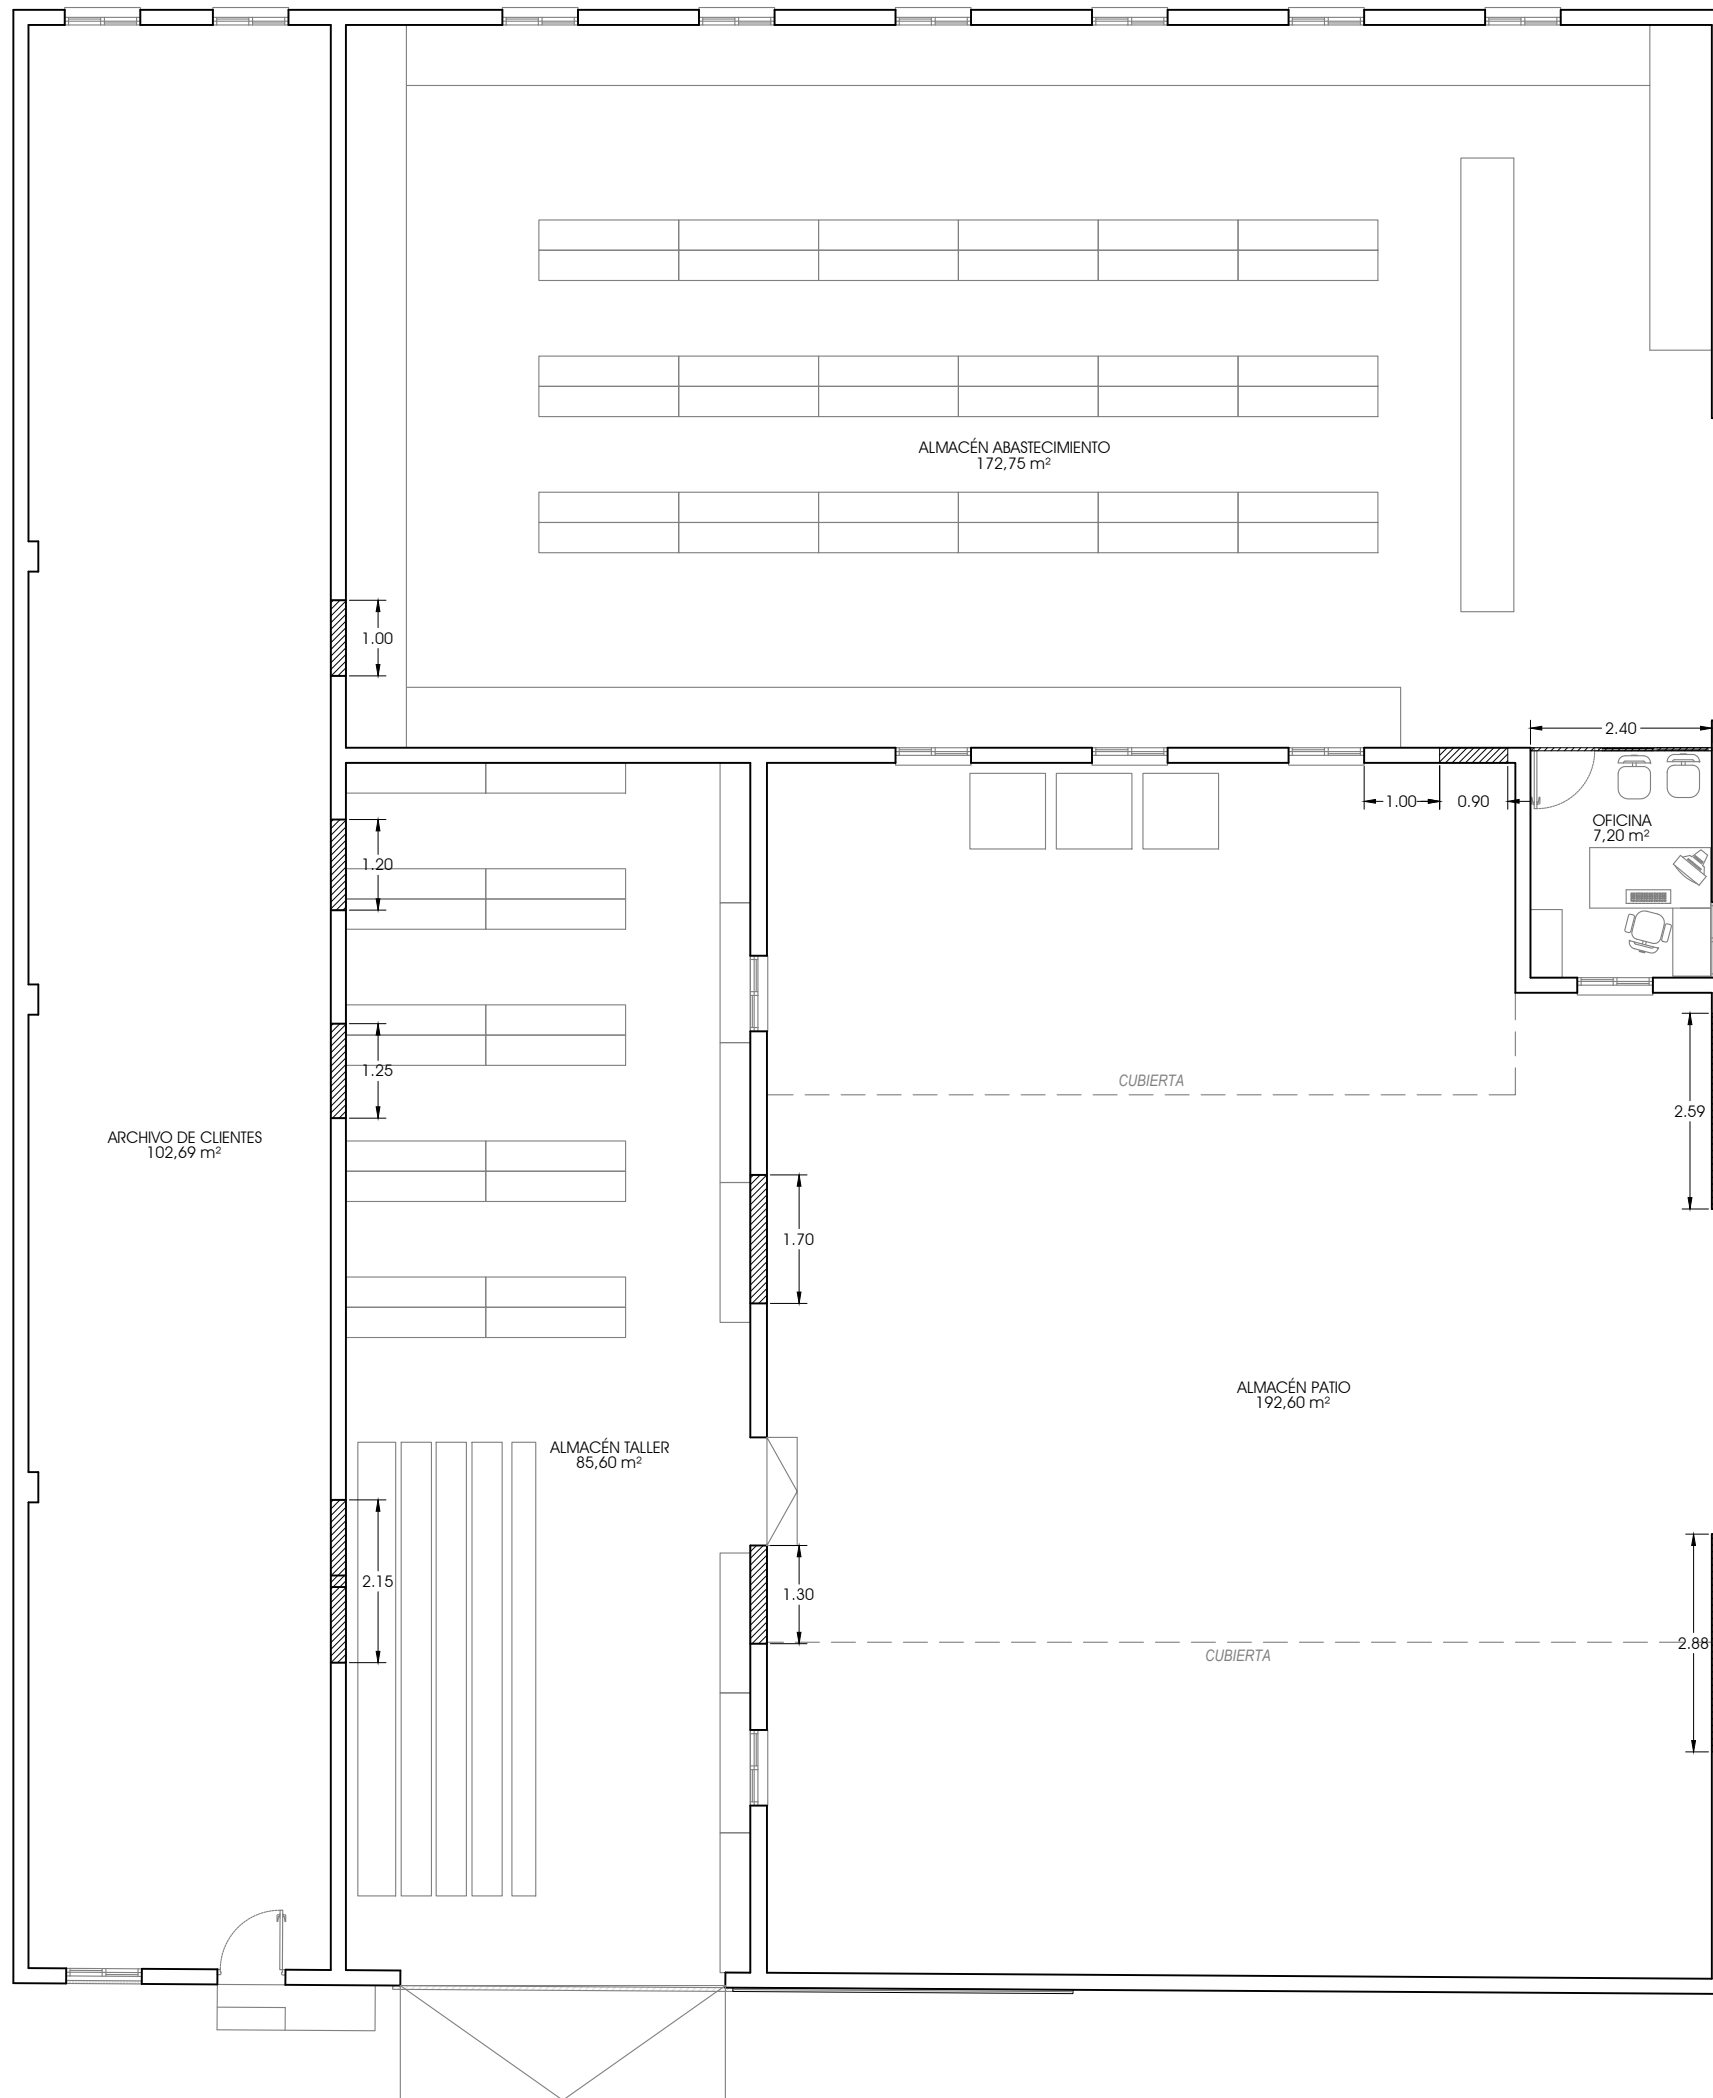 ALMACÉN ABASTECIMIENTO
172,75 m²
1.00
2.40
1.00
0.90
OFICINA
7,20 m²
1.20
1.25
CUBIERTA
2.59
ARCHIVO DE CLIENTES
102,69 m²
1.70
ALMACÉN PATIO
192,60 m²
ALMACÉN TALLER
85,60 m²
2.15
1.30
2.88
CUBIERTA